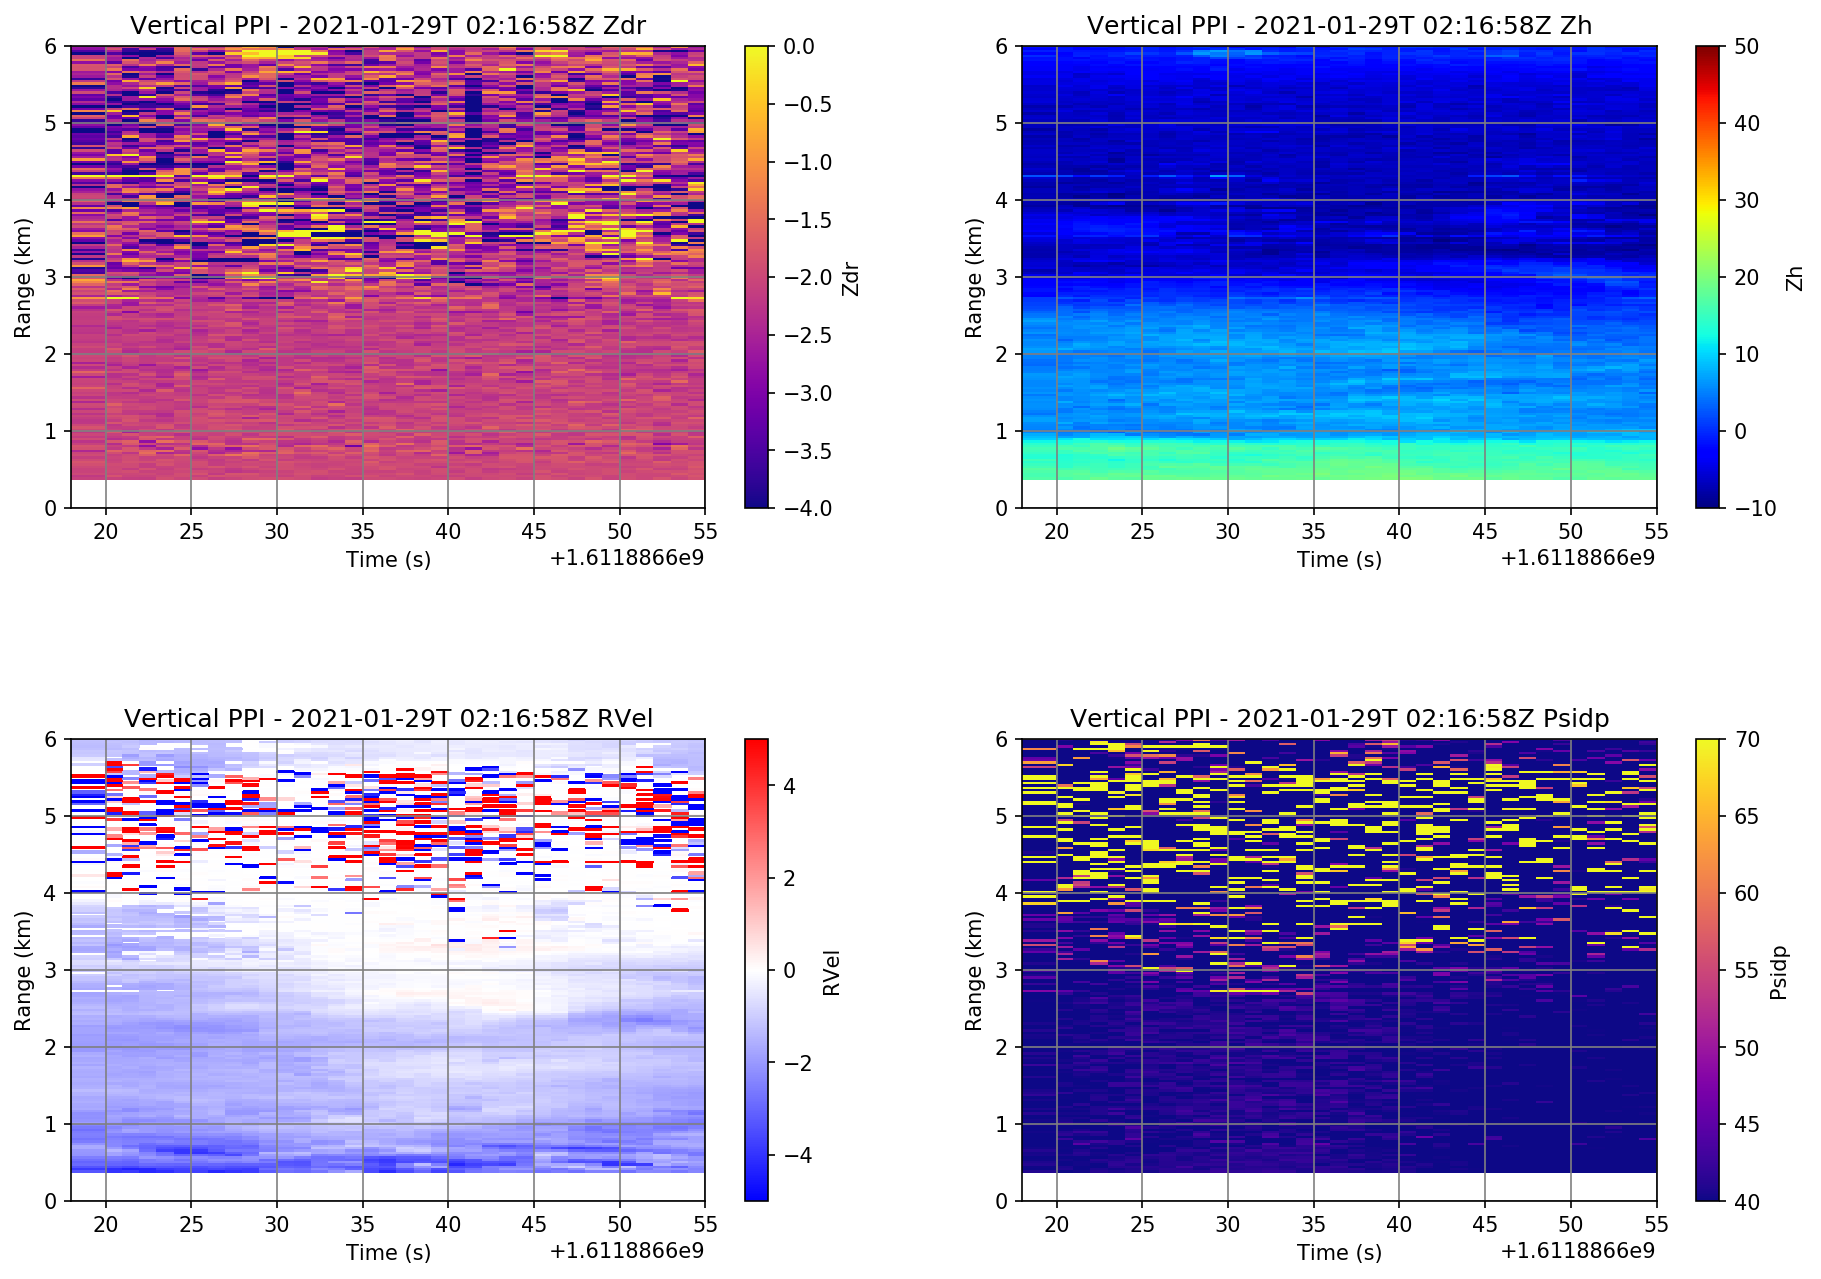 Vertical PPI - 2021-01-29T 02:16:58Z Zdr
6
5
4
3
2
1
0
Range (km)
20 25 30 35 40 45 50 55
Time (s)
+1.6118866e9
0.0
−0.5
−1.0
−1.5
−2.0
−2.5
−3.0
−3.5
−4.0
Zdr
Vertical PPI - 2021-01-29T 02:16:58Z Zh
6
5
4
3
2
1
0
Range (km)
20 25 30 35 40 45 50 55
Time (s)
+1.6118866e9
50
40
30
20
10
0
−10
Zh
Vertical PPI - 2021-01-29T 02:16:58Z RVel
6
5
4
3
2
1
0
Range (km)
20 25 30 35 40 45 50 55
Time (s)
+1.6118866e9
4
2
0
−2
−4
RVel
Vertical PPI - 2021-01-29T 02:16:58Z Psidp
6
5
4
3
2
1
0
Range (km)
20 25 30 35 40 45 50 55
Time (s)
+1.6118866e9
70
65
60
55
50
45
40
Psidp